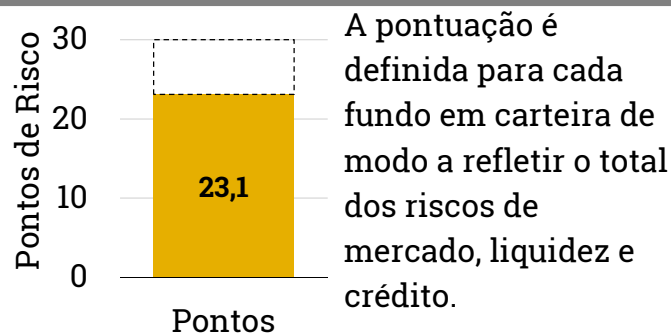 Pontos de Risco
30
20
10
0
23,1
Pontos
A pontuação é
definida para cada
fundo em carteira de
modo a refletir o total
dos riscos de
mercado, liquidez e
crédito.